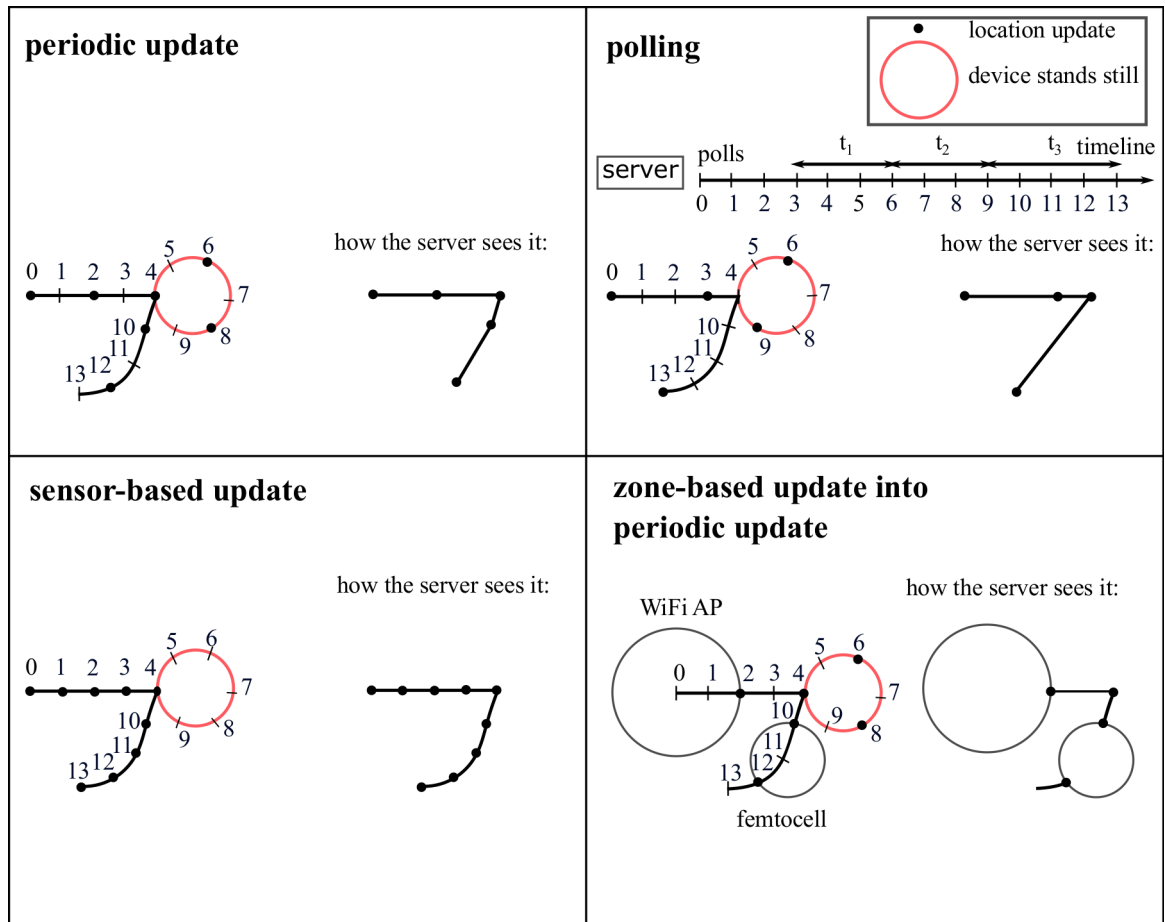 periodic update
0 1 2 3 4 5 6 7 8 9 10 11 12 13
how the server sees it:
polling
location update
device stands still
server
polls
t1 t2 t3 timeline
0 1 2 3 4 5 6 7 8 9 10 11 12 13
0 1 2 3 4 5 6 7 8 9 10 11 12 13
how the server sees it:
sensor-based update
0 1 2 3 4 5 6 7 8 9 10 11 12 13
how the server sees it:
zone-based update into
periodic update
WiFi AP
0 1 2 3 4 5 6 7 8 9 10 11 12 13
femtocell
how the server sees it: